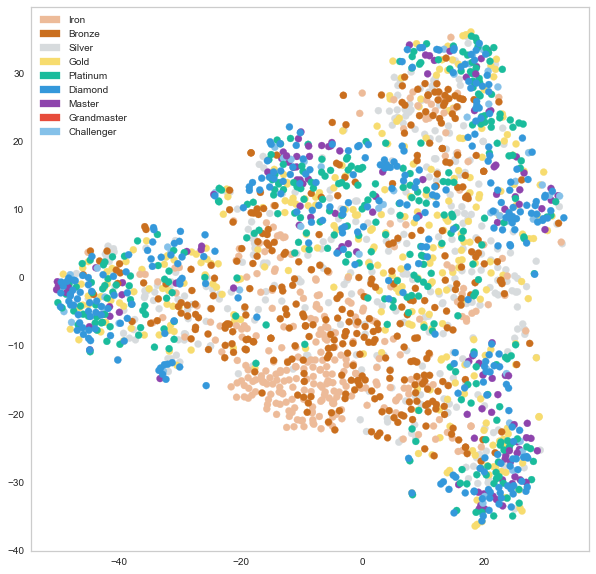 Iron
Bronze
Silver
Gold
Platinum
Diamond
Master
Grandmaster
Challenger
30
20
10
0
−10
−20
−30
−40
−40
−20
0
20